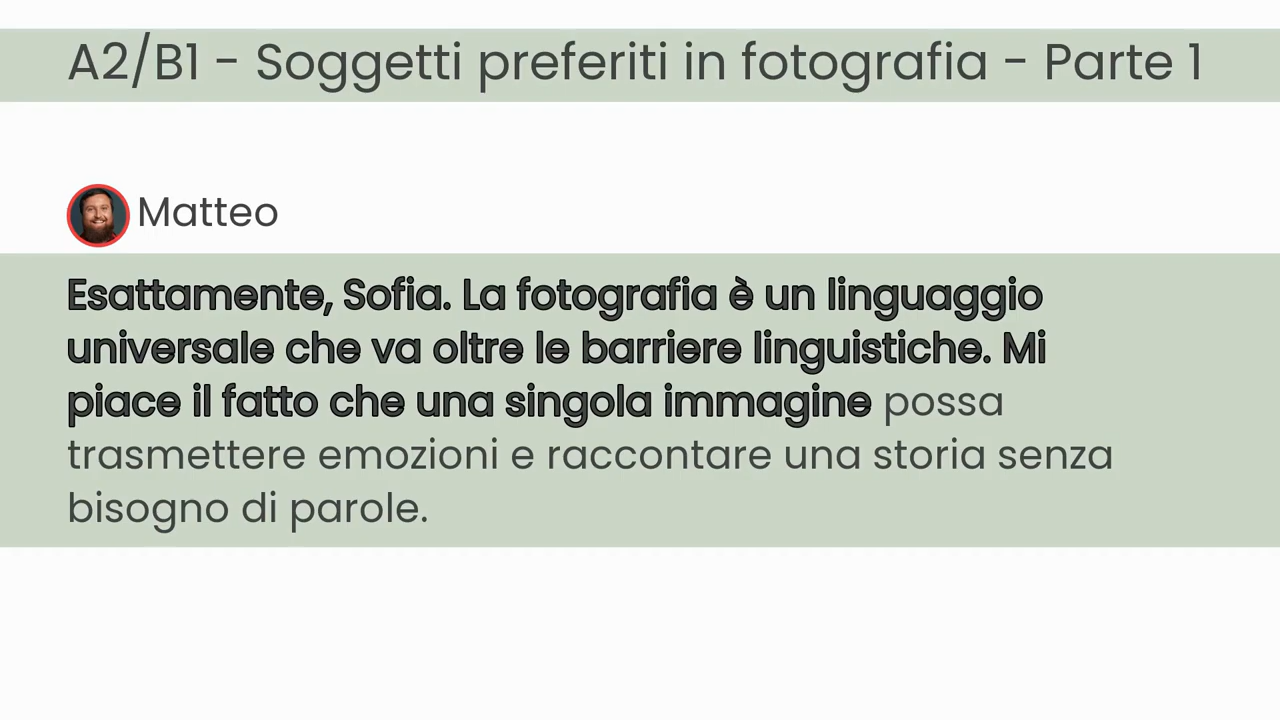 A2/B1 - Soggetti preferiti in fotografia - Parte 1
Matteo
Esattamente, Sofia. La fotografia è un linguaggio
universale che va oltre le barriere linguistiche. Mi
piace il fatto che una singola immagine possa
trasmettere emozioni e raccontare una storia senza
bisogno di parole.